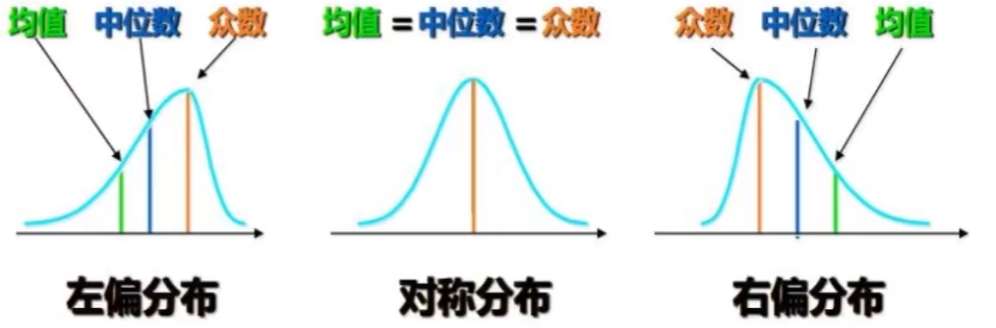 均值 中位数 众数
均值 = 中位数 = 众数
众数 中位数 均值
左偏分布
对称分布
右偏分布